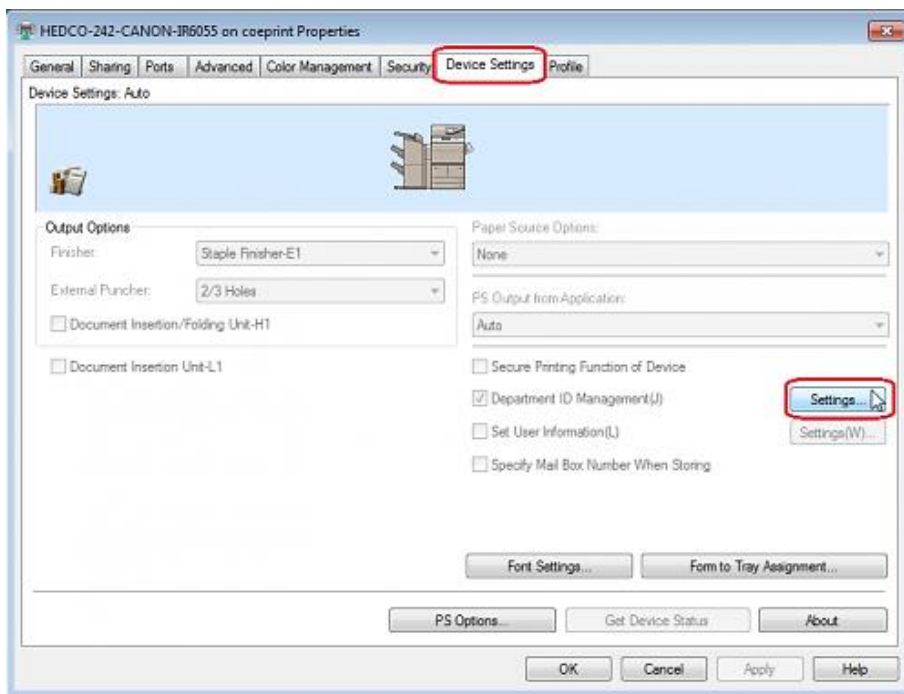 HEDCO-242-CANON-IR6055 on coeprint Properties
General Sharing Ports Advanced Color Management Security Device Settings Profile
Device Settings: Auto
Output Options
Finisher: Staple Finisher-E1
External Puncher: 2/3 Holes
Document Insertion/Folding Unit-H1
Document Insertion Unit-L1
Paper Source Options:
None
PS Output from Application:
Auto
Secure Printing Function of Device
Department ID Management(J) Settings...
Set User Information(L) Settings(W)...
Specify Mail Box Number When Storing
Font Settings... Form to Tray Assignment...
PS Options... Get Device Status About
OK Cancel Apply Help